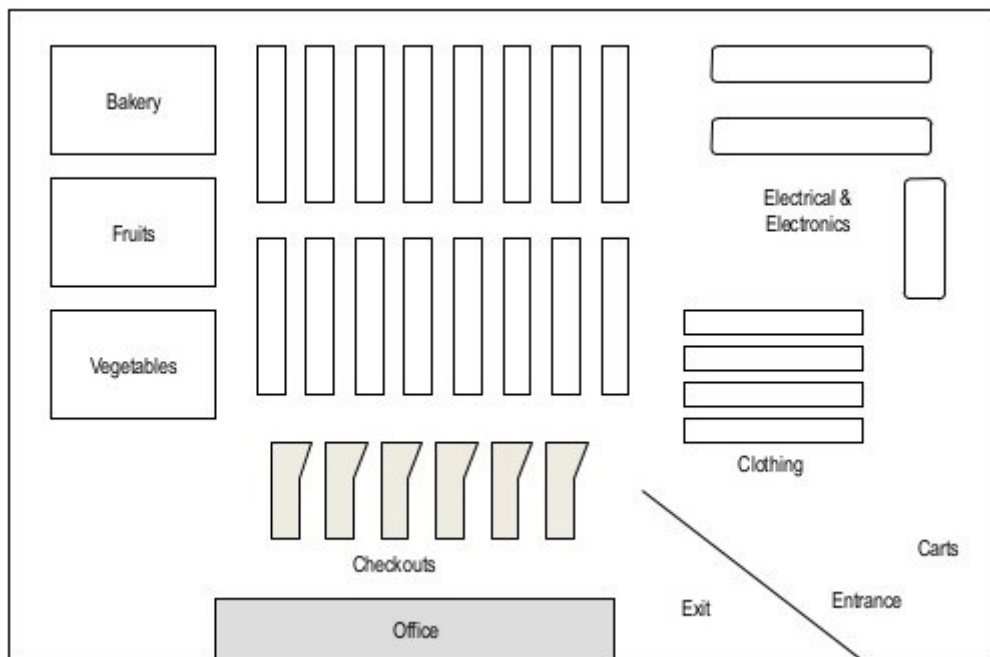 Bakery
Fruits
Vegetables
Electrical &
Electronics
Clothing
Checkouts
Office
Exit
Entrance
Carts